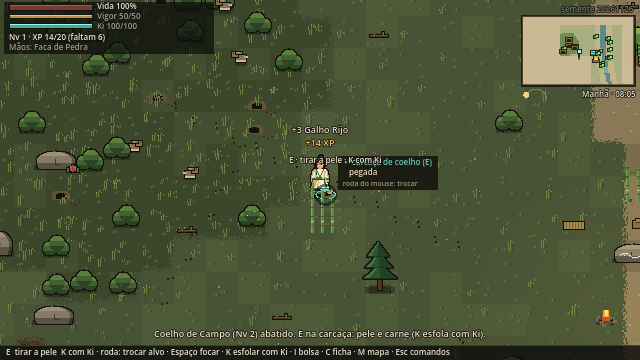 Vida 100%
Vigor 50/50
Ki 100/100
Nv 1 · XP 14/20 (faltam 6)
Mãos: Faca de Pedra
Manhã · 08:05
+3 Galho Rijo
+14 XP
E · tirar a pele · K com Ki
de coelho (E)
pegada
roda do mouse: trocar
Coelho de Campo (Nv 2) abatido. E na carcaça: pele e carne (K esfola com Ki).
E tirar a pele · K com Ki · roda: trocar alvo · Espaço focar · K esfolar com Ki · I bolsa · C ficha · M mapa · Esc comandos